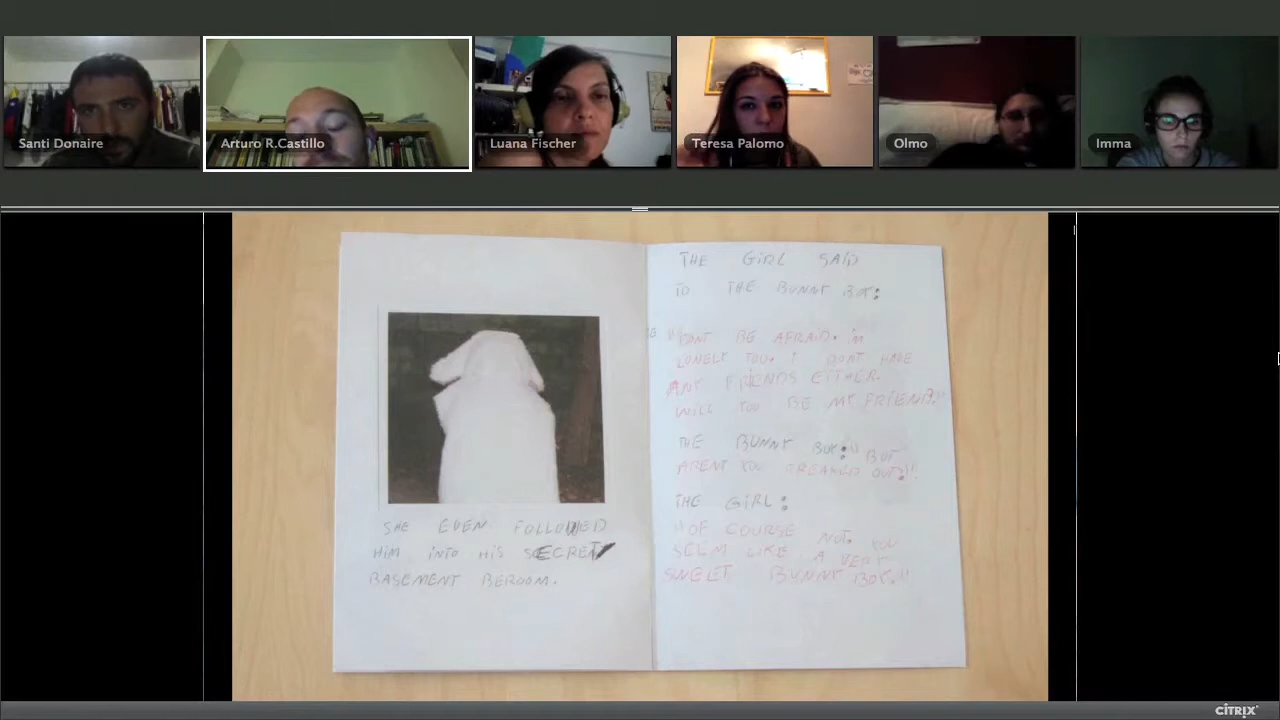 Santi Donaire
Arturo R.Castillo
Luana Fischer
Teresa Palomo
Olmo
Imma
SHE EVEN FOLLOWED
HIM INTO HIS SECRET
BASEMENT BEROOM.
THE GIRL SAID
TO THE BUNNY BOY:
"DONT BE AFRAID. I'M
LONELY TOO. I DONT HAVE
ANY FRIENDS EITHER.
WILL YOU BE MY FRIEND."
THE BUNNY BOY: "BUT
ARENT YOU FREAKED OUT?"
THE GIRL:
"OF COURSE NOT. YOU
SEEM LIKE A VERY
BUNNY BOY."
CITRIX